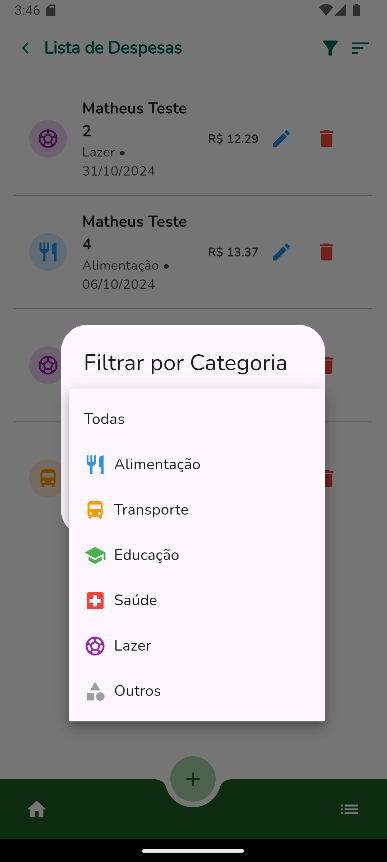 3:46
Lista de Despesas
Matheus Teste
2
Lazer •
31/10/2024
R$ 12.29
Matheus Teste
4
Alimentação •
06/10/2024
R$ 13.37
Filtrar por Categoria
Todas
Alimentação
Transporte
Educação
Saúde
Lazer
Outros